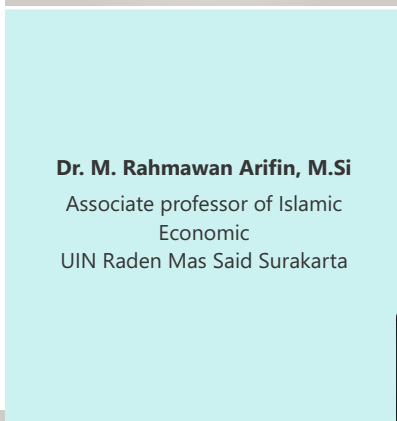 Dr. M. Rahmawan Arifin, M.Si
Associate professor of Islamic
Economic
UIN Raden Mas Said Surakarta